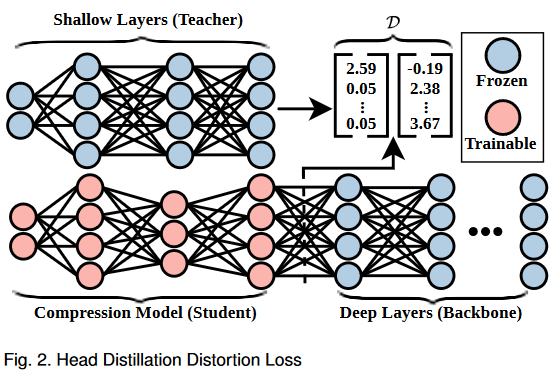 Shallow Layers (Teacher)
𝒟
2.59
0.05
⋮
0.05
-0.19
2.38
⋮
3.67
Frozen
Trainable
Compression Model (Student)
Deep Layers (Backbone)
Fig. 2. Head Distillation Distortion Loss